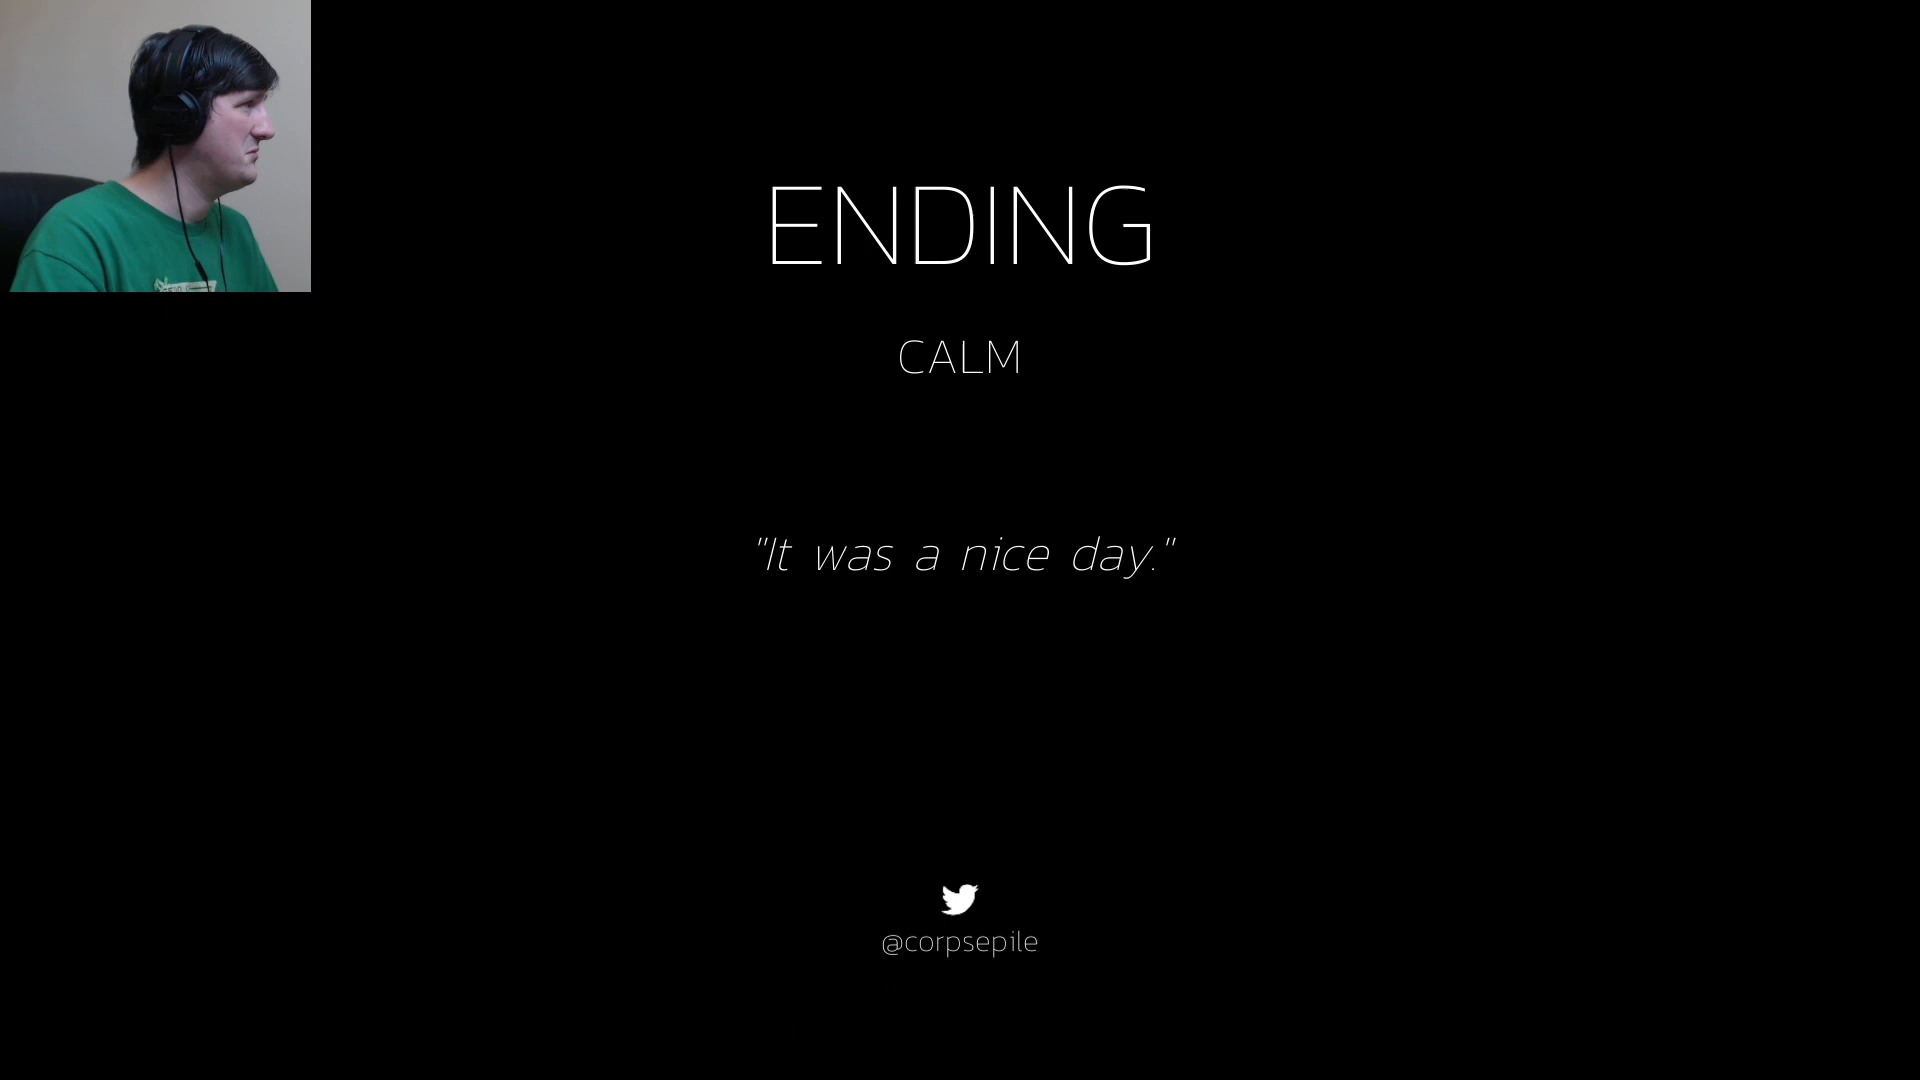 ENDING
CALM
"It was a nice day."
@corpsepile